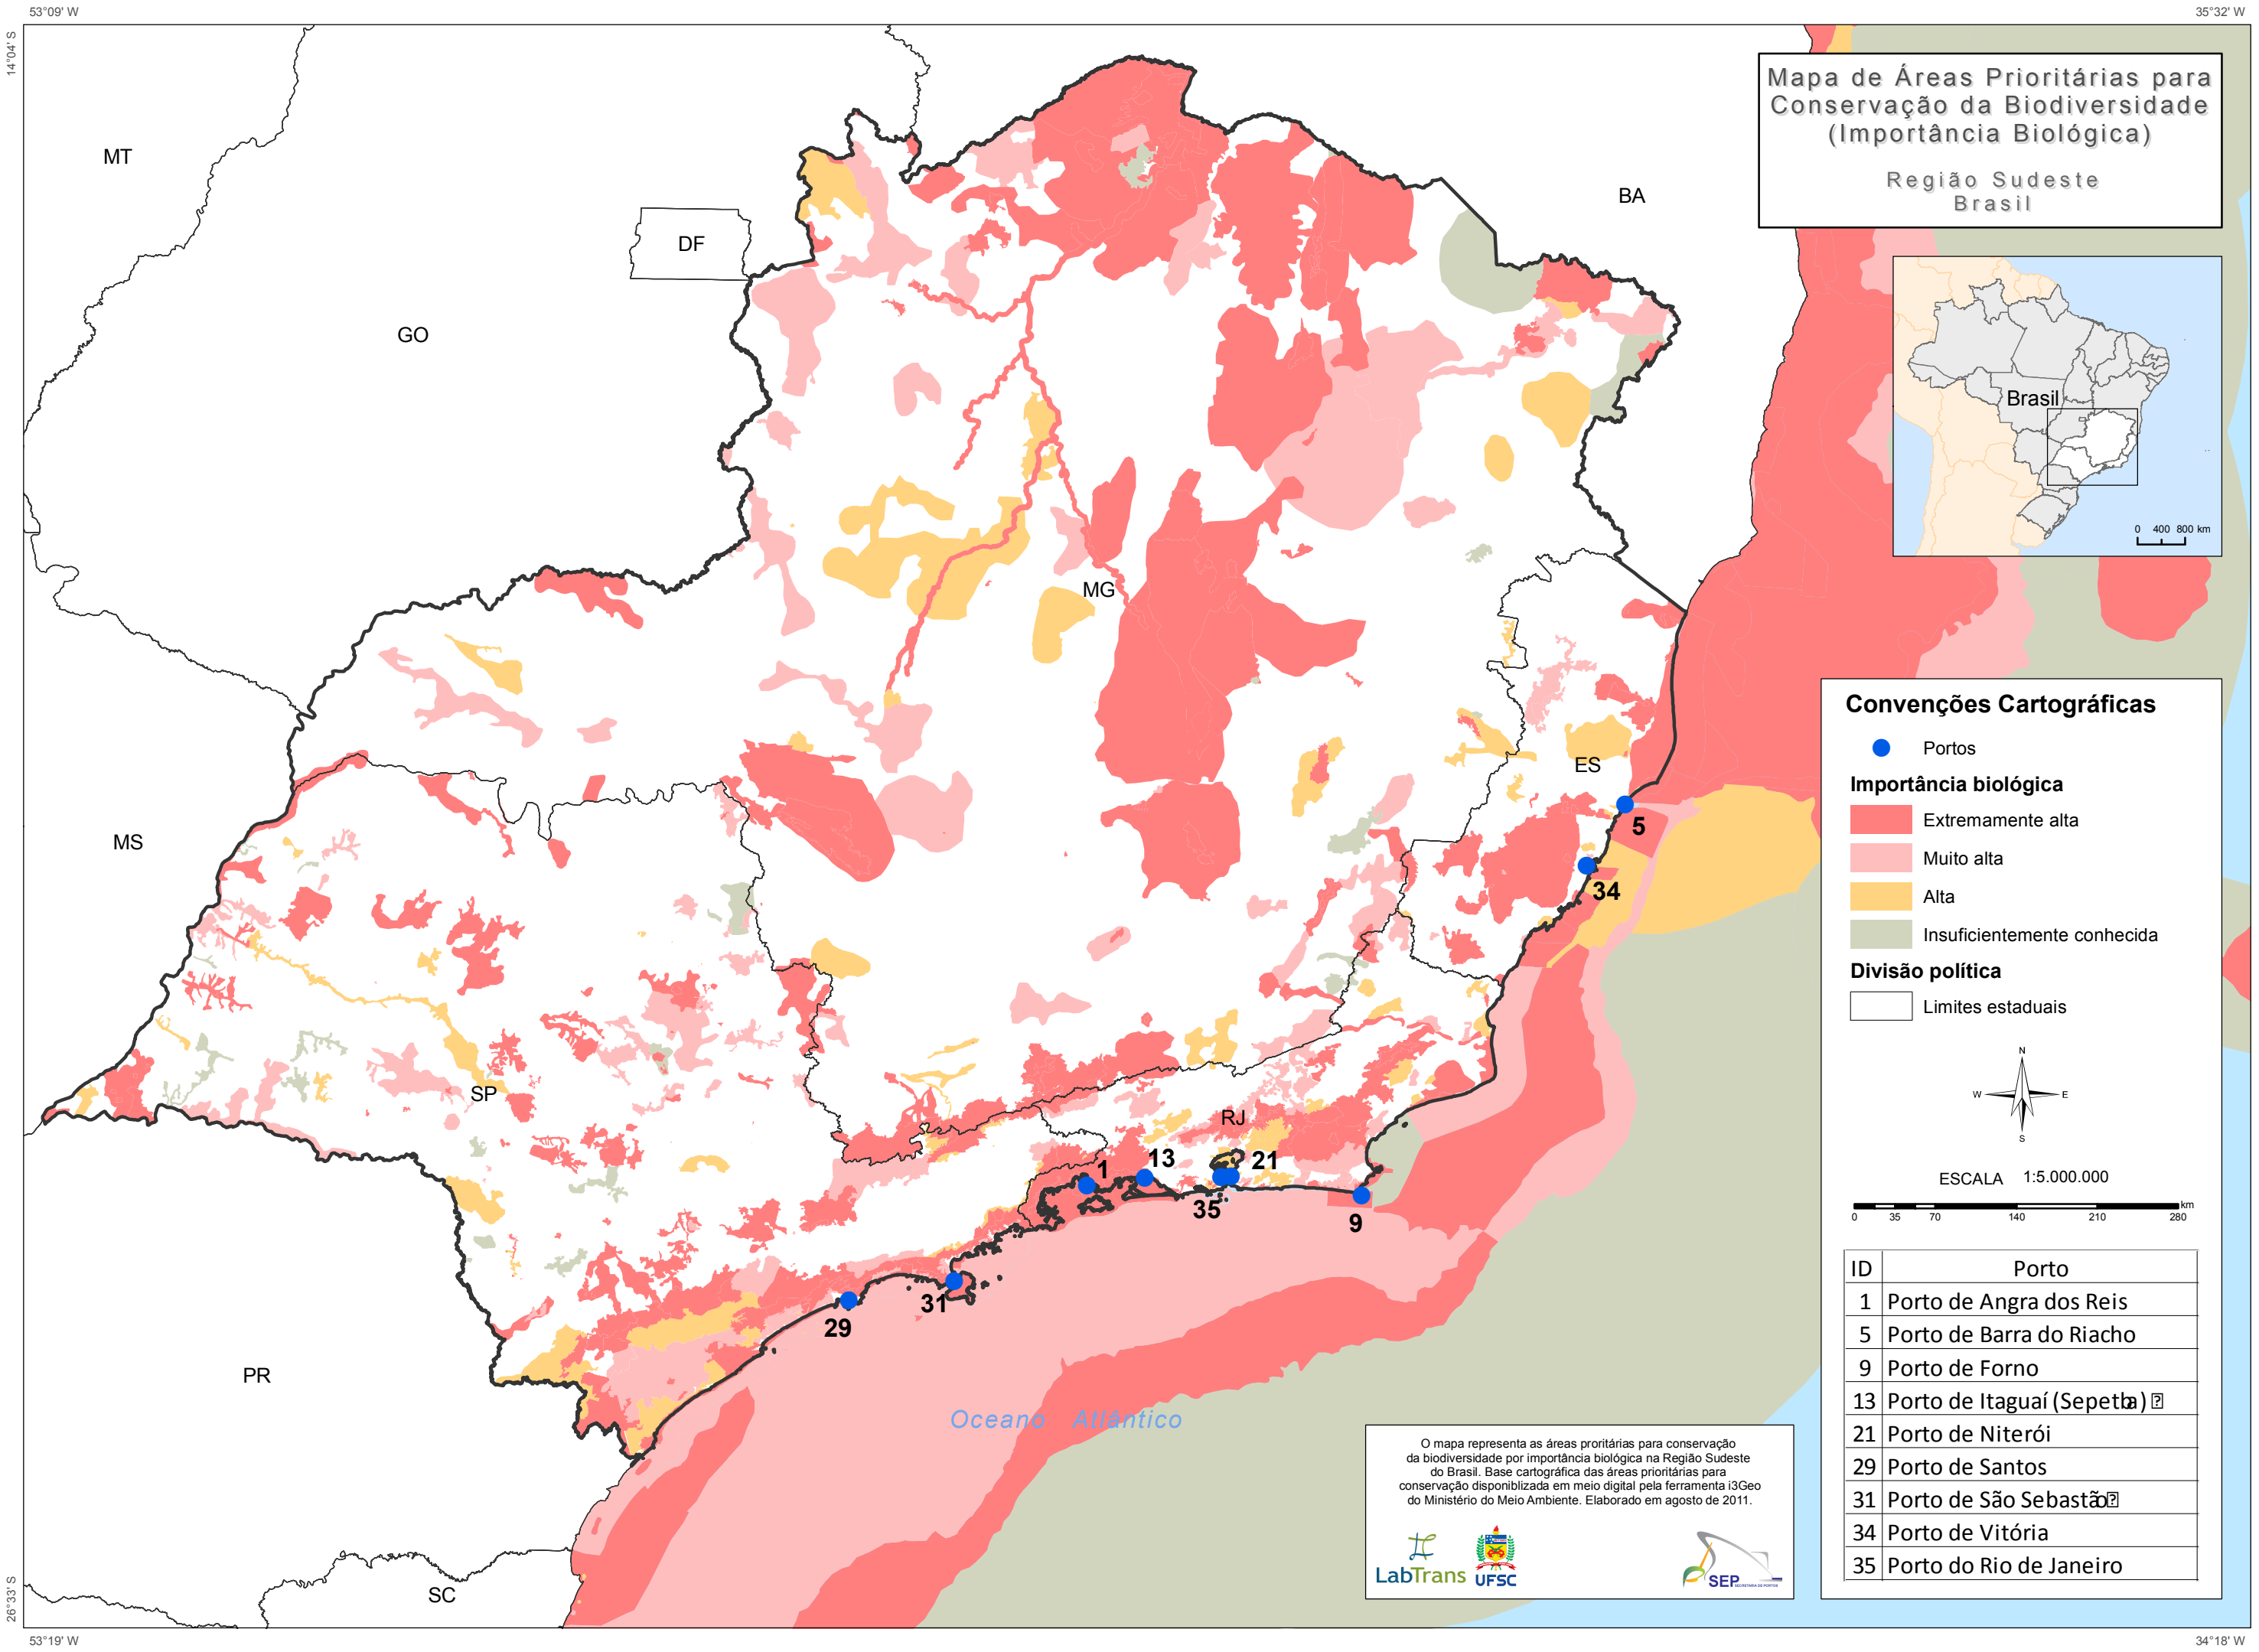 53°09' W
35°32' W
14°04' S
Mapa de Áreas Prioritárias para
Conservação da Biodiversidade
(Importância Biológica)
Região Sudeste
Brasil
MT
BA
DF
GO
Brasil
0 400 800 km
MG
Convenções Cartográficas
Portos
Importância biológica
Extremamente alta
Muito alta
Alta
Insuficientemente conhecida
Divisão política
Limites estaduais
ES
MS
5
34
N
W E
S
SP
RJ
1
13
21
35
9
31
29
ESCALA 1:5.000.000
km
0 35 70 140 210 280
ID Porto
1 Porto de Angra dos Reis
5 Porto de Barra do Riacho
9 Porto de Forno
13 Porto de Itaguaí (Sepetba)
21 Porto de Niterói
29 Porto de Santos
31 Porto de São Sebastão
34 Porto de Vitória
35 Porto do Rio de Janeiro
PR
Oceano Atlântico
O mapa representa as áreas proritárias para conservação
da biodiversidade por importância biológica na Região Sudeste
do Brasil. Base cartográfica das áreas prioritárias para
conservação disponiblizada em meio digital pela ferramenta i3Geo
do Ministério do Meio Ambiente. Elaborado em agosto de 2011.
LabTrans
UFSC
SEP SECRETARIA DE PORTOS
SC
26°33' S
53°19' W
34°18' W